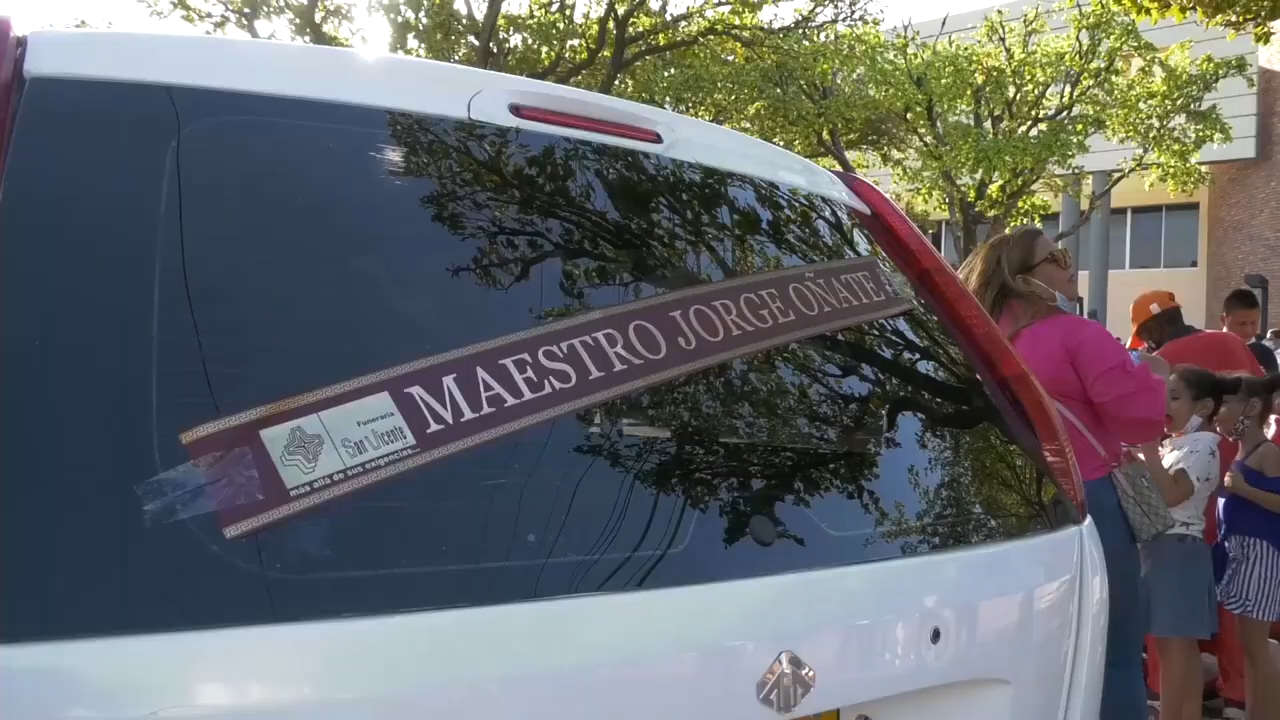 MAESTRO JORGE OÑATE
Funeraria
San Vicente
más allá de sus exigencias...